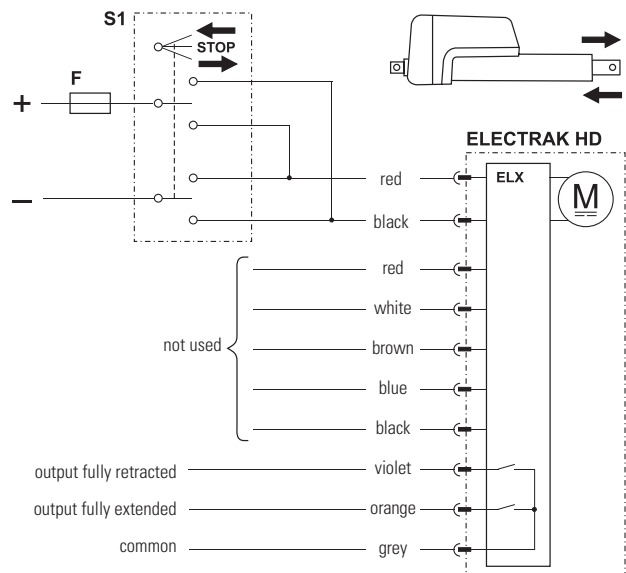 S1
STOP
F
+
–
ELECTRAK HD
red
ELX
M
black
red
white
not used
brown
blue
black
output fully retracted
violet
output fully extended
orange
common
grey